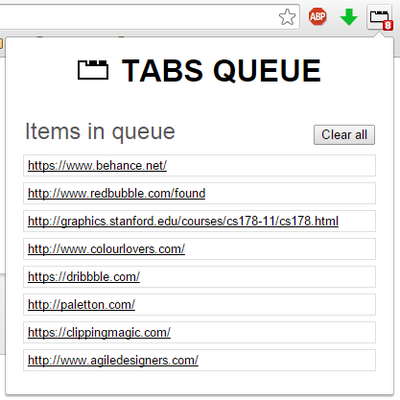 ABP
8
TABS QUEUE
Items in queue
Clear all
https://www.behance.net/
http://www.redbubble.com/found
http://graphics.stanford.edu/courses/cs178-11/cs178.html
http://www.colourlovers.com/
https://dribbble.com/
http://paletton.com/
https://clippingmagic.com/
http://www.agiledesigners.com/